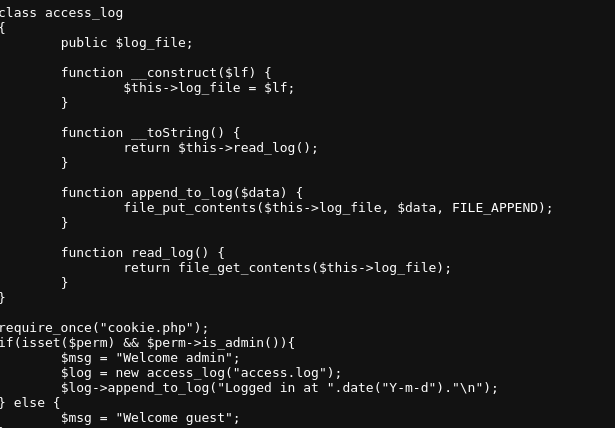 class access_log
{
        public $log_file;

        function __construct($lf) {
                $this->log_file = $lf;
        }

        function __toString() {
                return $this->read_log();
        }

        function append_to_log($data) {
                file_put_contents($this->log_file, $data, FILE_APPEND);
        }

        function read_log() {
                return file_get_contents($this->log_file);
        }
}

require_once("cookie.php");
if(isset($perm) && $perm->is_admin()){
        $msg = "Welcome admin";
        $log = new access_log("access.log");
        $log->append_to_log("Logged in at ".date("Y-m-d")."\n");
} else {
        $msg = "Welcome guest";